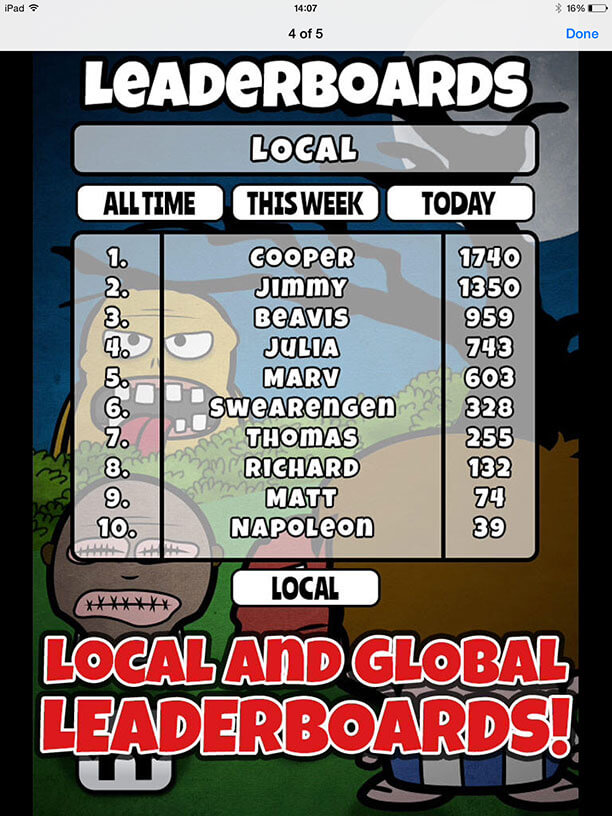 iPad 14:07 16%
4 of 5 Done
LEADERBOARDS
LOCAL
ALL TIME THIS WEEK TODAY
1. COOPER 1740
2. JIMMY 1350
3. BEAVIS 959
4. JULIA 743
5. MARV 603
6. SWEARENGEN 328
7. THOMAS 255
8. RICHARD 132
9. MATT 74
10. NAPOLEON 39
LOCAL
LOCAL AND GLOBAL
LEADERBOARDS!